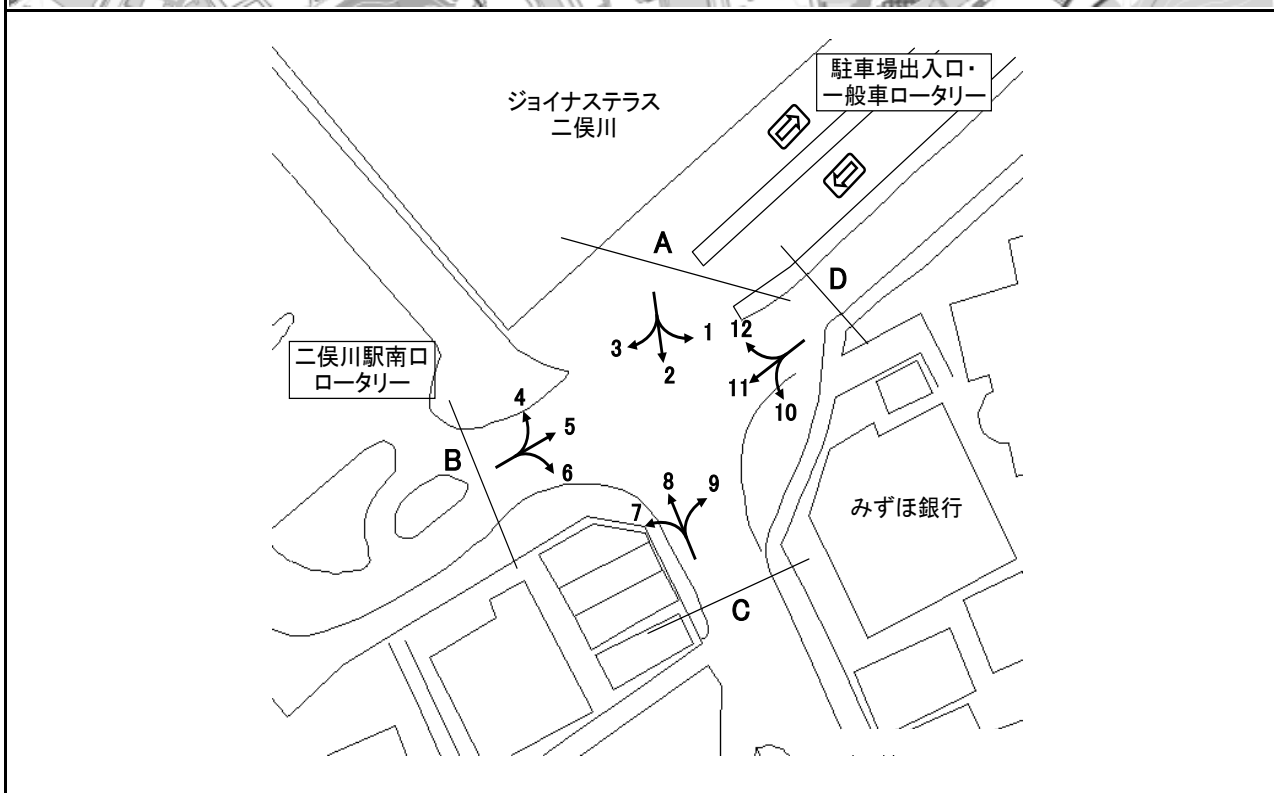 駐車場出入口・
一般車ロータリー
ジョイナステラス
二俣川
A
D
12
1
3
2
11
10
二俣川駅南口
ロータリー
4
5
B
6
8
9
7
みずほ銀行
C